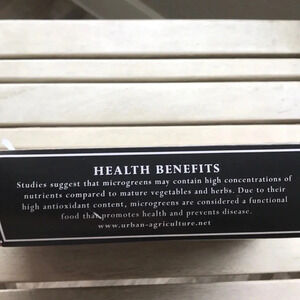 HEALTH BENEFITS
Studies suggest that microgreens may contain high concentrations of
nutrients compared to mature vegetables and herbs. Due to their
high antioxidant content, microgreens are considered a functional
food that promotes health and prevents disease.
www.urban-agriculture.net